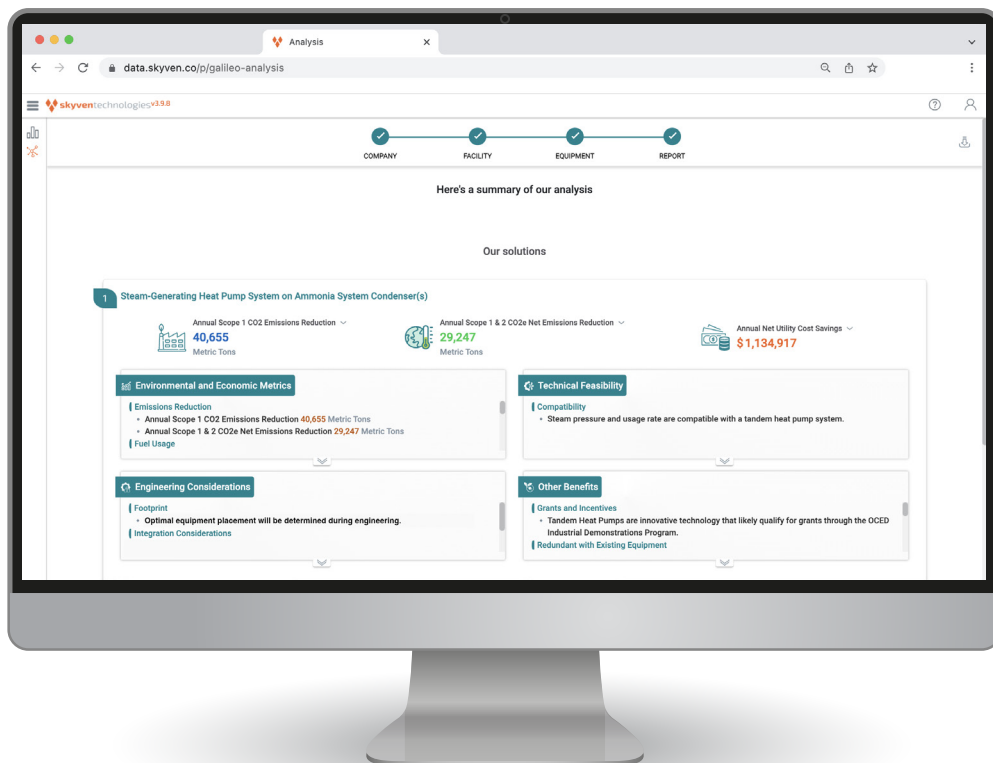 Analysis
data.skyven.co/p/galileo-analysis
skyventechnologies v3.9.8
COMPANY
FACILITY
EQUIPMENT
REPORT
Here's a summary of our analysis
Our solutions
1
Steam-Generating Heat Pump System on Ammonia System Condenser(s)
Annual Scope 1 CO2 Emissions Reduction
40,655
Metric Tons
Annual Scope 1 & 2 CO2e Net Emissions Reduction
29,247
Metric Tons
Annual Net Utility Cost Savings
$1,134,917
Environmental and Economic Metrics
Emissions Reduction
• Annual Scope 1 CO2 Emissions Reduction 40,655 Metric Tons
• Annual Scope 1 & 2 CO2e Net Emissions Reduction 29,247 Metric Tons
Fuel Usage
Technical Feasibility
Compatibility
• Steam pressure and usage rate are compatible with a tandem heat pump system.
Engineering Considerations
Footprint
• Optimal equipment placement will be determined during engineering.
Integration Considerations
Other Benefits
Grants and Incentives
• Tandem Heat Pumps are innovative technology that likely qualify for grants through the OCED
Industrial Demonstrations Program.
Redundant with Existing Equipment